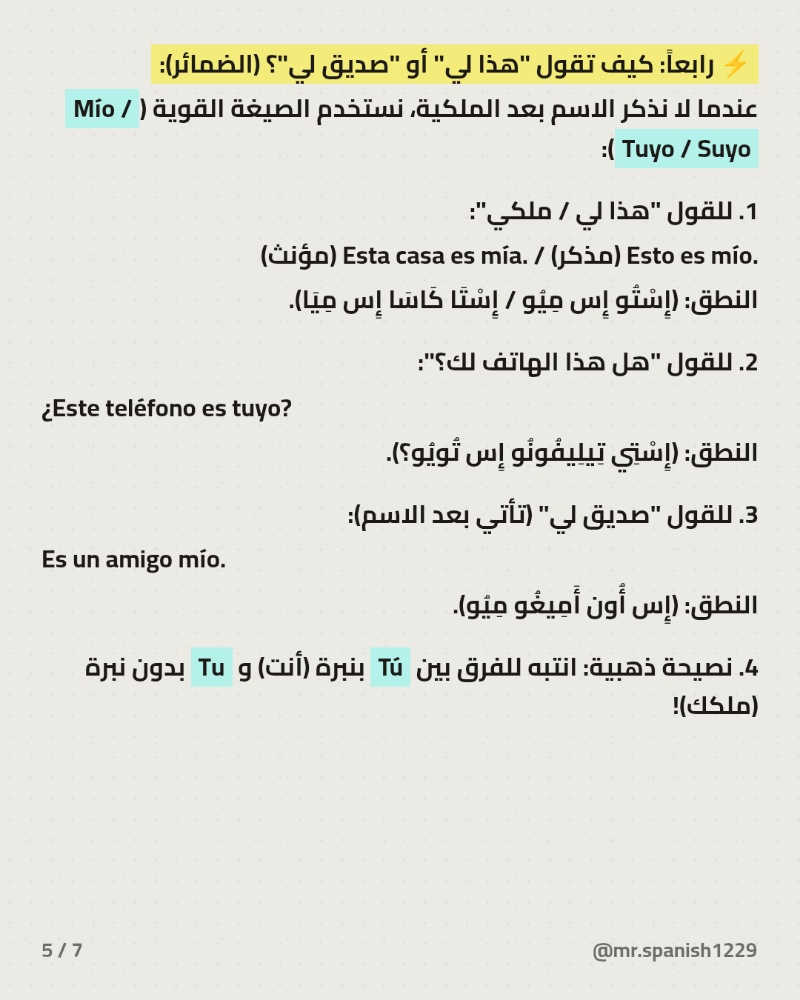 ⚡ رابعاً: كيف تقول "هذا لي" أو "صديق لي"؟ (الضمائر):
عندما لا نذكر الاسم بعد الملكية، نستخدم الصيغة القوية (Mío /
Tuyo / Suyo):
1. للقول "هذا لي / ملكي":
Esto es mío. (مذكر) / Esta casa es mía. (مؤنث)
النطق: (إِسْتُو إِس مِيُو / إِسْتَا كَاسَا إِس مِيَا).
2. للقول "هل هذا الهاتف لك؟":
¿Este teléfono es tuyo?
النطق: (إِسْتِي تِيلِيفُونُو إِس تُويُو؟).
3. للقول "صديق لي" (تأتي بعد الاسم):
Es un amigo mío.
النطق: (إِس أُون أَمِيغُو مِيُو).
4. نصيحة ذهبية: انتبه للفرق بين Tú بنبرة (أنت) و Tu بدون نبرة
(ملكك)!
5 / 7
@mr.spanish1229